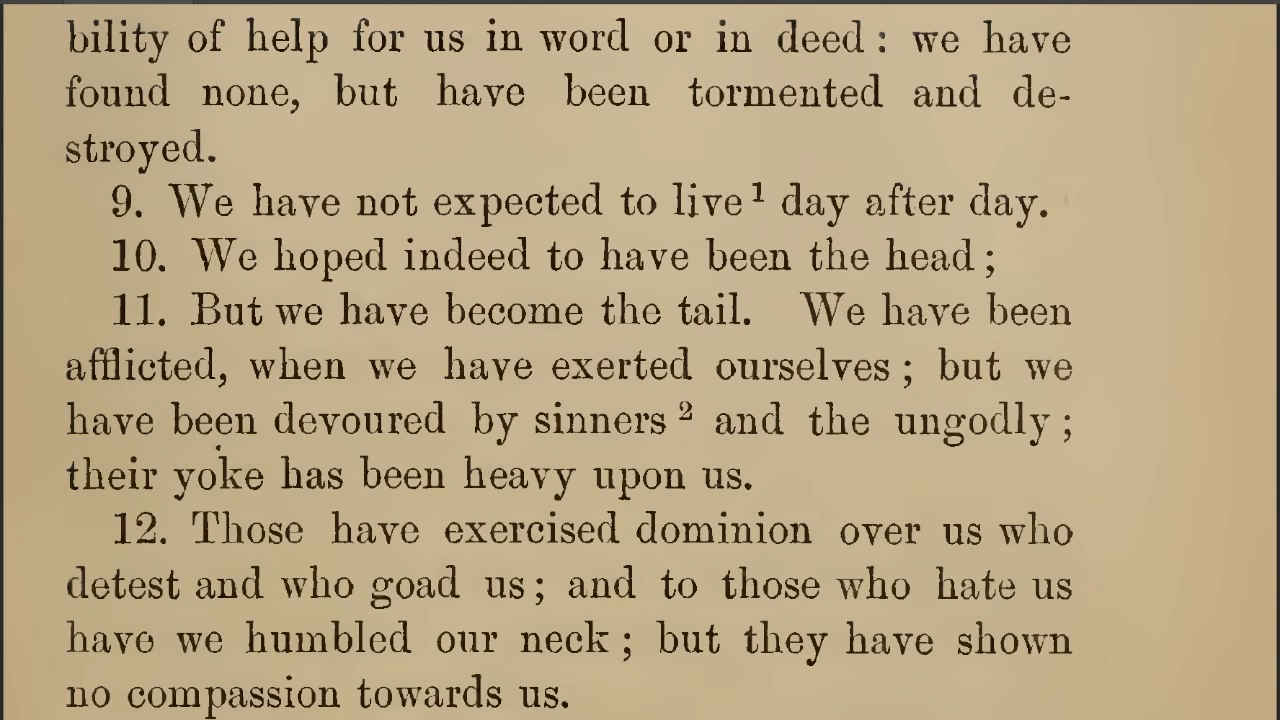 bility of help for us in word or in deed : we have
found none, but have been tormented and de-
stroyed.
9. We have not expected to live¹ day after day.
10. We hoped indeed to have been the head ;
11. But we have become the tail. We have been
afflicted, when we have exerted ourselves ; but we
have been devoured by sinners ² and the ungodly ;
their yoke has been heavy upon us.
12. Those have exercised dominion over us who
detest and who goad us ; and to those who hate us
have we humbled our neck ; but they have shown
no compassion towards us.